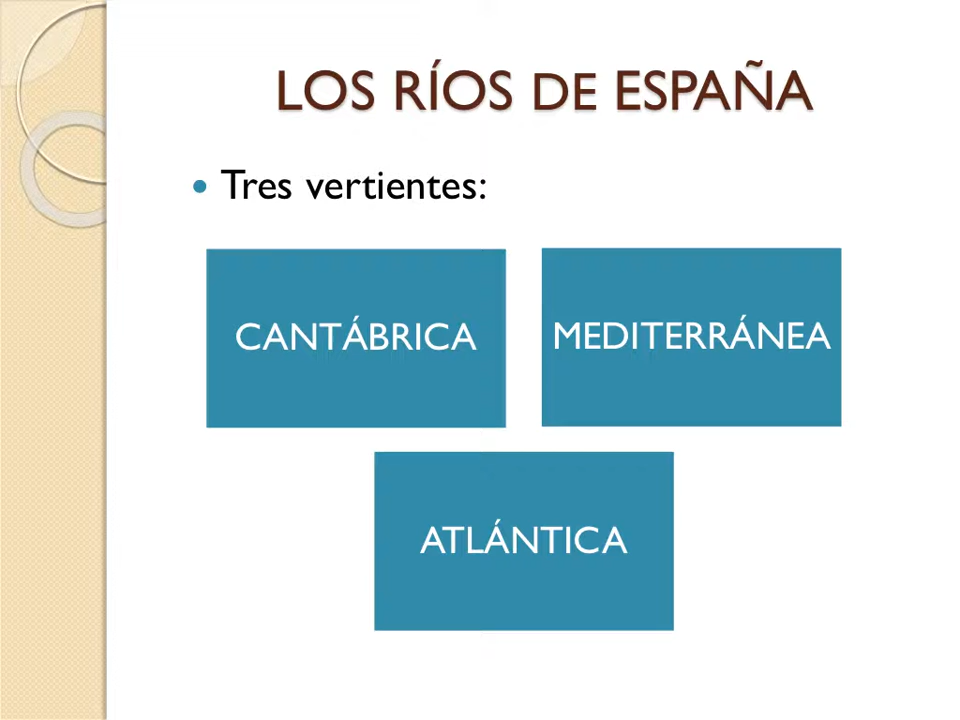 LOS RÍOS DE ESPAÑA
Tres vertientes:
CANTÁBRICA
MEDITERRÁNEA
ATLÁNTICA